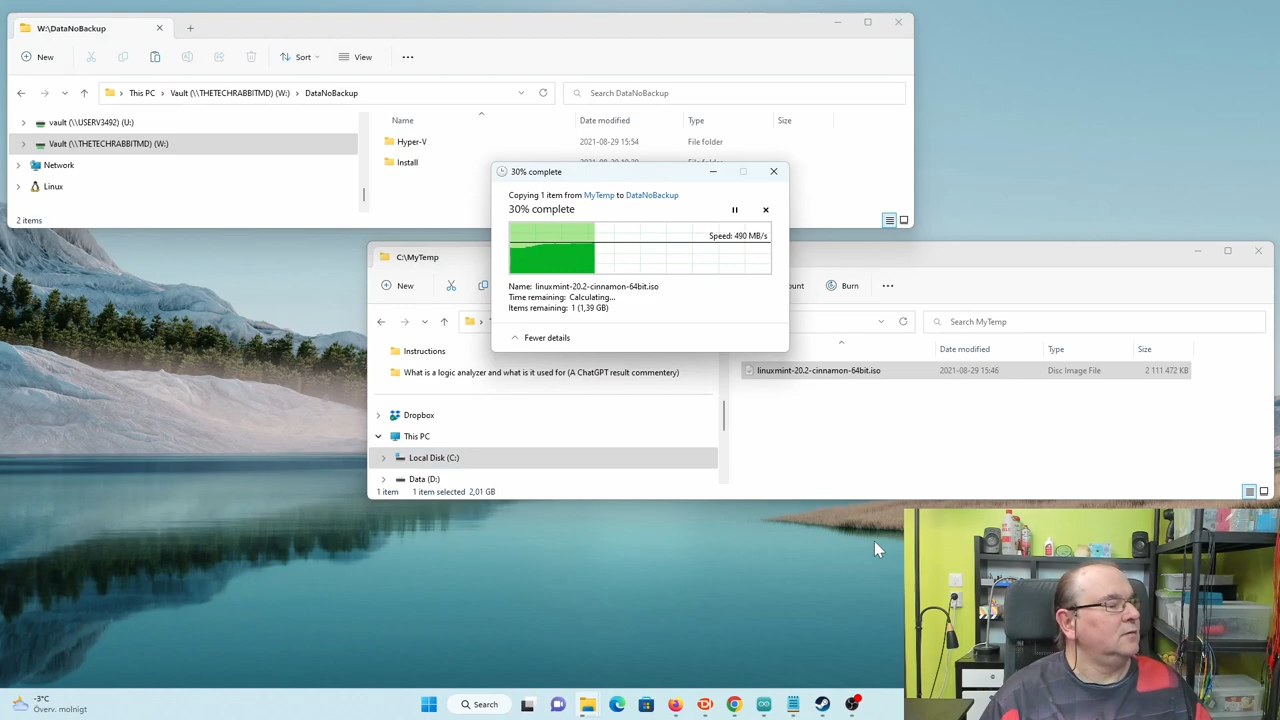 W:\DataNoBackup
New
Sort
View
This PC
Vault (\\THETECHRABBITMD) (W:)
DataNoBackup
Search DataNoBackup
vault (\\USERV3492) (U:)
Vault (\\THETECHRABBITMD) (W:)
Network
Linux
Name
Date modified
Type
Size
Hyper-V
2021-08-29 15:54
File folder
Install
2 items
30% complete
Copying 1 item from MyTemp to DataNoBackup
30% complete
Speed: 490 MB/s
Name: linuxmint-20.2-cinnamon-64bit.iso
Time remaining: Calculating...
Items remaining: 1 (1,39 GB)
Fewer details
C:\MyTemp
New
Burn
Search MyTemp
Instructions
What is a logic analyzer and what is it used for (A ChatGPT result commentery)
Dropbox
This PC
Local Disk (C:)
Data (D:)
Date modified
Type
Size
linuxmint-20.2-cinnamon-64bit.iso
2021-08-29 15:46
Disc Image File
2 111 472 KB
1 item
1 item selected 2,01 GB
-3°C
Överv. molnigt
Search